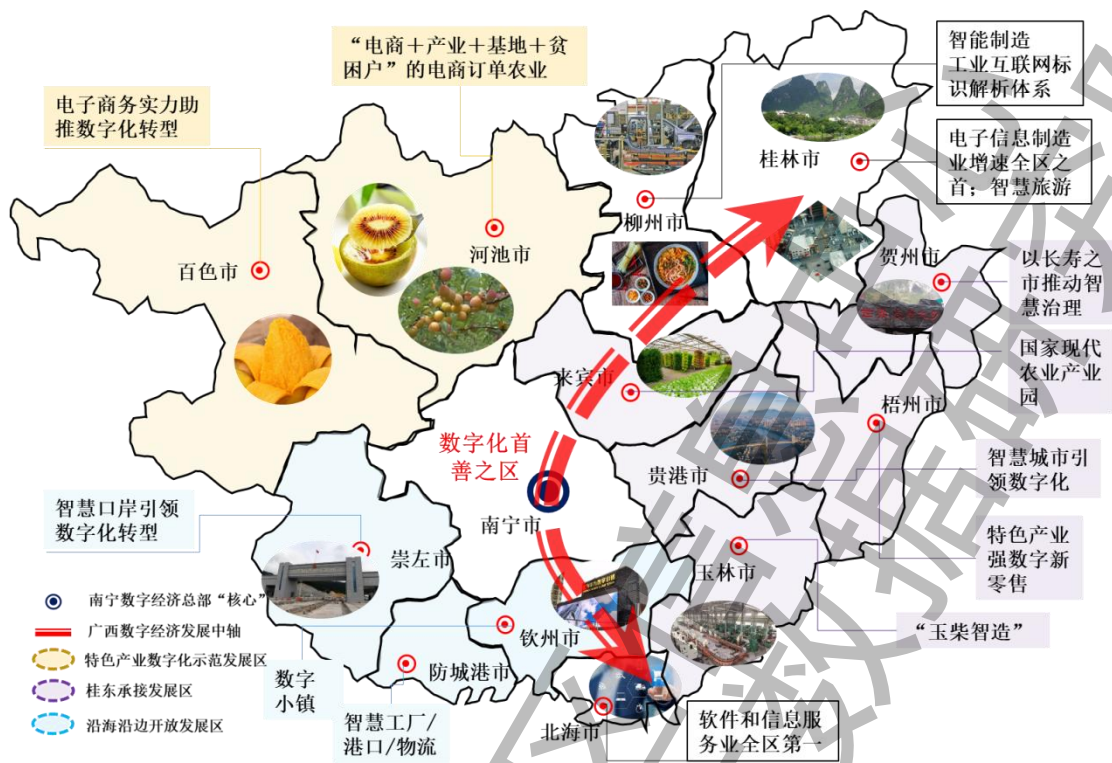 “电商＋产业＋基地＋贫
困户”的电商订单农业
智能制造
工业互联网标
识解析体系
电子商务实力助
推数字化转型
桂林市
电子信息制造
业增速全区之
首；智慧旅游
柳州市
河池市
百色市
贺州市
以长寿之
市推动智
慧治理
国家现代
农业产业
园
来宾市
梧州市
数字化首
善之区
贵港市
智慧城市引
领数字化
智慧口岸引领
数字化转型
南宁市
崇左市
特色产业
强数字新
零售
玉林市
南宁数字经济总部“核心”
广西数字经济发展中轴
特色产业数字化示范发展区
桂东承接发展区
沿海沿边开放发展区
钦州市
“玉柴智造”
防城港市
数字
小镇
智慧工厂/
港口/物流
北海市
软件和信息服
务业全区第一